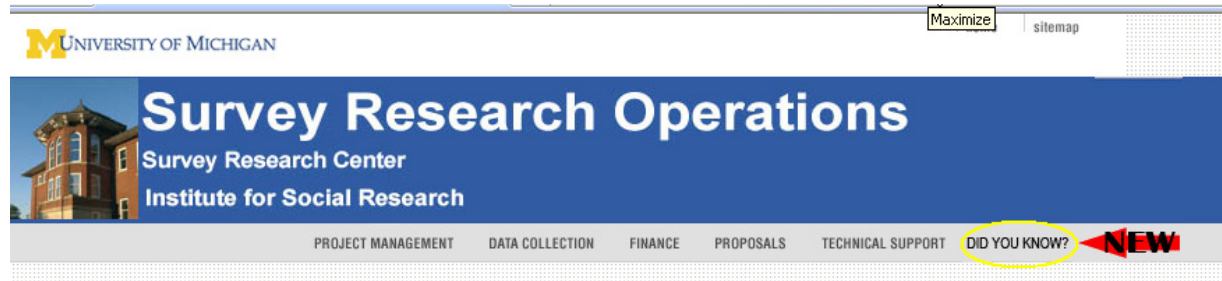 Maximize
sitemap
UNIVERSITY OF MICHIGAN
Survey Research Operations
Survey Research Center
Institute for Social Research
PROJECT MANAGEMENT DATA COLLECTION FINANCE PROPOSALS TECHNICAL SUPPORT DID YOU KNOW? NEW